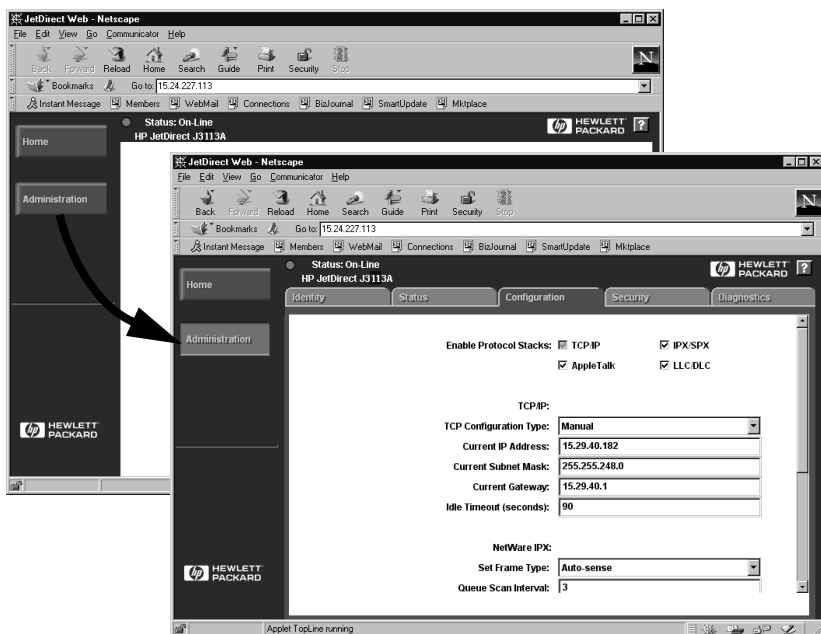 JetDirect Web - Netscape
File Edit View Go Communicator Help
Back Forward Reload Home Search Guide Print Security Stop
N
Bookmarks Go to: 15.24.227.113
Instant Message Members WebMail Connections BizJournal SmartUpdate Mktplace
Status: On-Line
HP JetDirect J3113A
hp HEWLETT PACKARD ?
Home
Administration
hp HEWLETT PACKARD
JetDirect Web - Netscape
File Edit View Go Communicator Help
Back Forward Reload Home Search Guide Print Security Stop
N
Bookmarks Go to: 15.24.227.113
Instant Message Members WebMail Connections BizJournal SmartUpdate Mktplace
Status: On-Line
HP JetDirect J3113A
hp HEWLETT PACKARD ?
Home
Administration
Identity Status Configuration Security Diagnostics
Enable Protocol Stacks: TCP/IP IPX/SPX
AppleTalk LLC/DLC
TCP/IP:
TCP Configuration Type: Manual
Current IP Address: 15.29.40.182
Current Subnet Mask: 255.255.248.0
Current Gateway: 15.29.40.1
Idle Timeout (seconds): 90
NetWare IPX:
Set Frame Type: Auto-sense
Queue Scan Interval: 3
hp HEWLETT PACKARD
Applet TopLine running